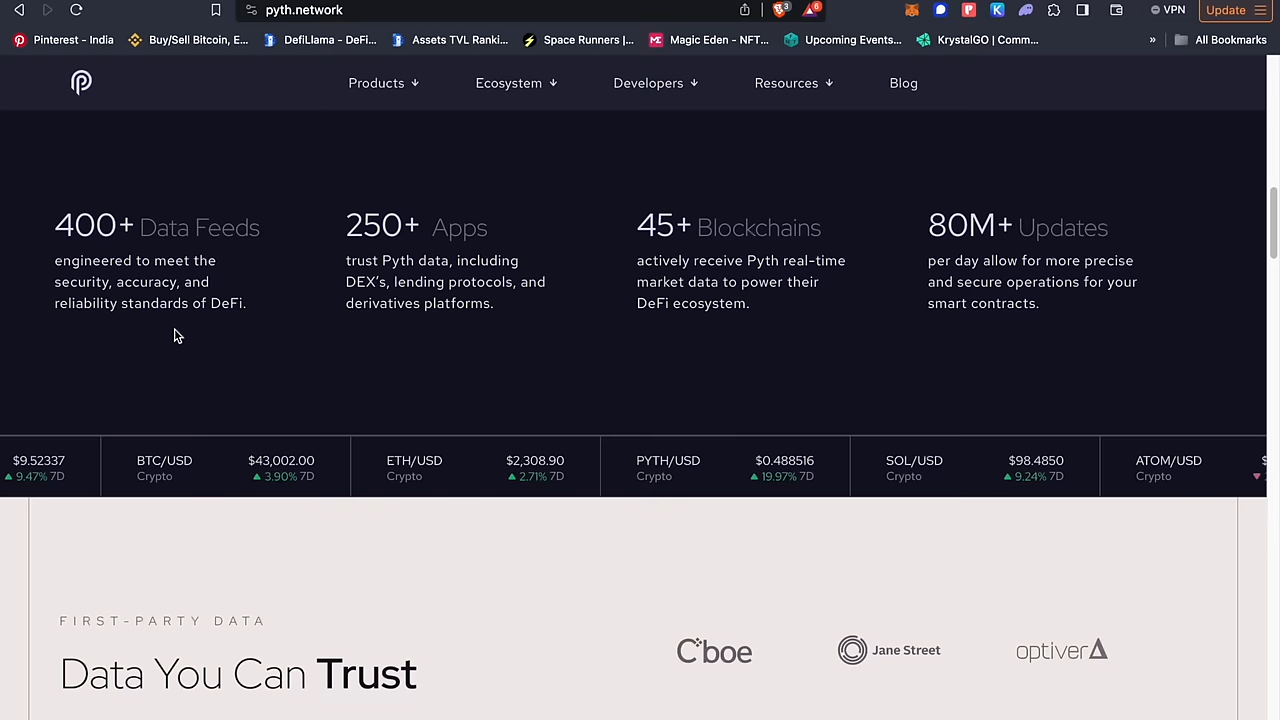 pyth.network
3
6
VPN
Update
Pinterest - India
Buy/Sell Bitcoin, E...
DefiLlama - DeFi...
Assets TVL Ranki...
Space Runners |...
Magic Eden - NFT...
Upcoming Events...
KrystalGO | Comm...
»
All Bookmarks
Products
Ecosystem
Developers
Resources
Blog
400+ Data Feeds
engineered to meet the
security, accuracy, and
reliability standards of DeFi.
250+ Apps
trust Pyth data, including
DEX's, lending protocols, and
derivatives platforms.
45+ Blockchains
actively receive Pyth real-time
market data to power their
DeFi ecosystem.
80M+ Updates
per day allow for more precise
and secure operations for your
smart contracts.
$9.52337
9.47% 7D
BTC/USD $43,002.00
Crypto 3.90% 7D
ETH/USD $2,308.90
Crypto 2.71% 7D
PYTH/USD $0.488516
Crypto 19.97% 7D
SOL/USD $98.4850
Crypto 9.24% 7D
ATOM/USD $
Crypto
FIRST-PARTY DATA
Data You Can Trust
Cboe
Jane Street
optiver